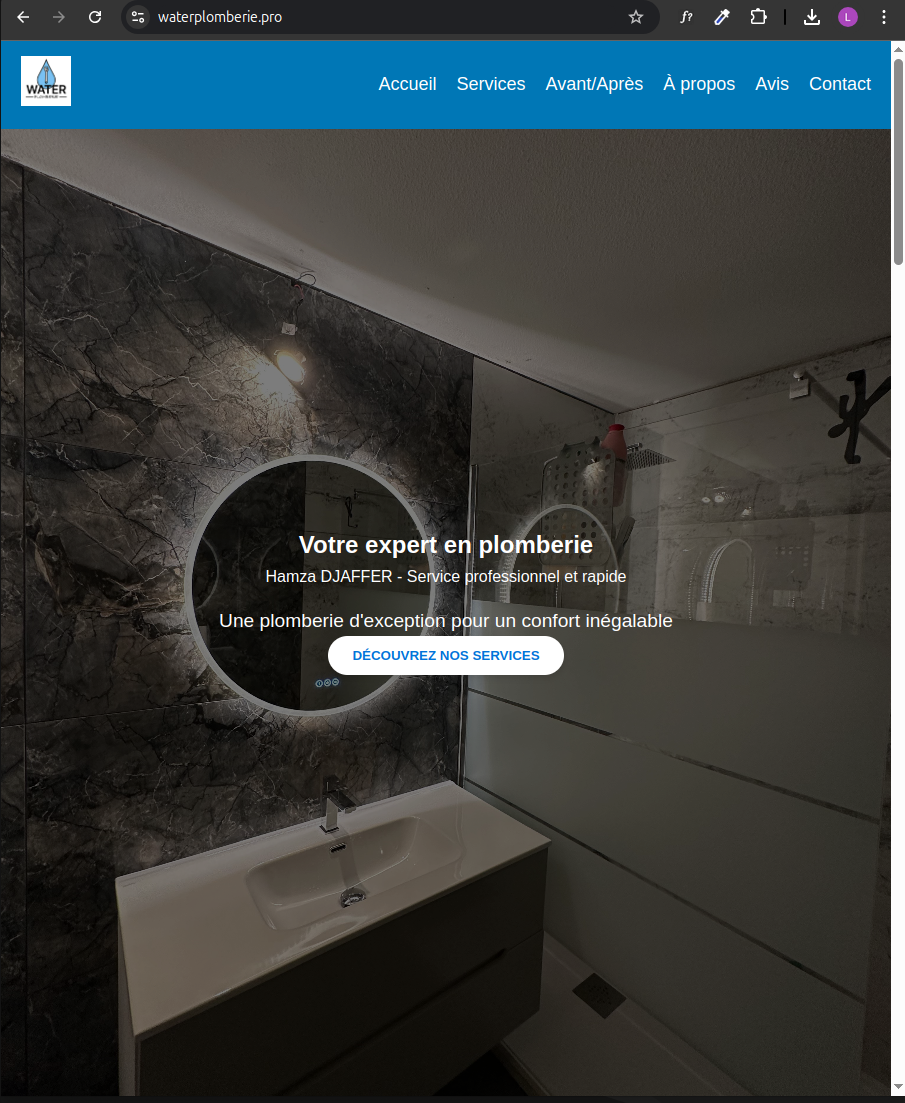 waterplomberie.pro
f?
L
WATER
Accueil Services Avant/Après À propos Avis Contact
Votre expert en plomberie
Hamza DJAFFER - Service professionnel et rapide
Une plomberie d'exception pour un confort inégalable
DÉCOUVREZ NOS SERVICES